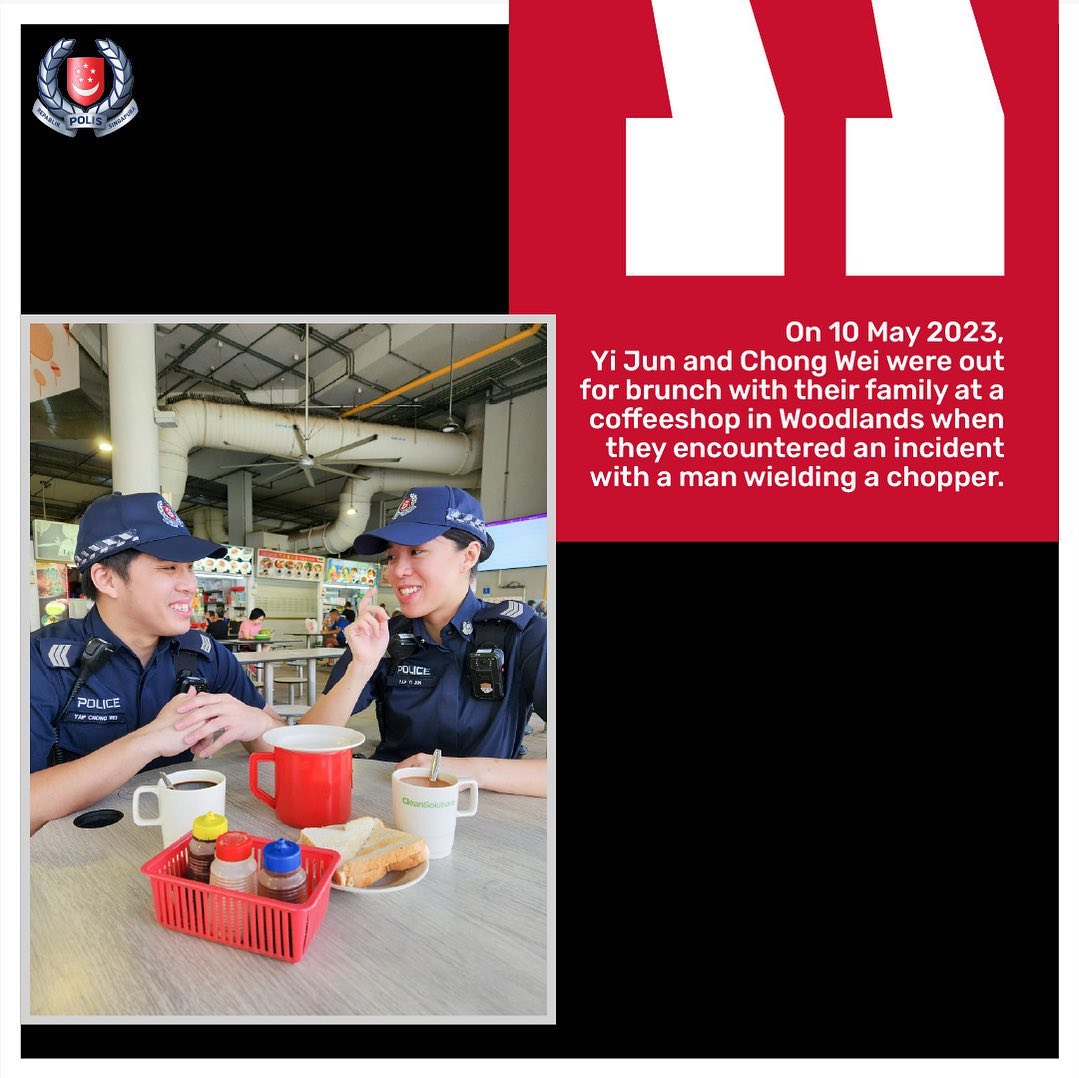 REPABLIK POLIS SINGAPURA
On 10 May 2023,
Yi Jun and Chong Wei were out
for brunch with their family at a
coffeeshop in Woodlands when
they encountered an incident
with a man wielding a chopper.
POLICE
YAP CHONG WEI
POLICE
YAP YI JUN
CleanSolutions